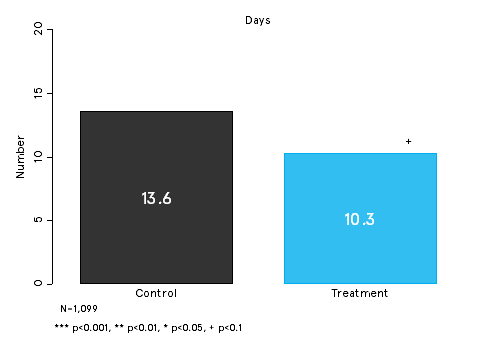 Days
Number
20
15
10
5
0
13.6
+
10.3
Control
Treatment
N-1,099
*** p<0.001, ** p<0.01, * p<0.05, + p<0.1